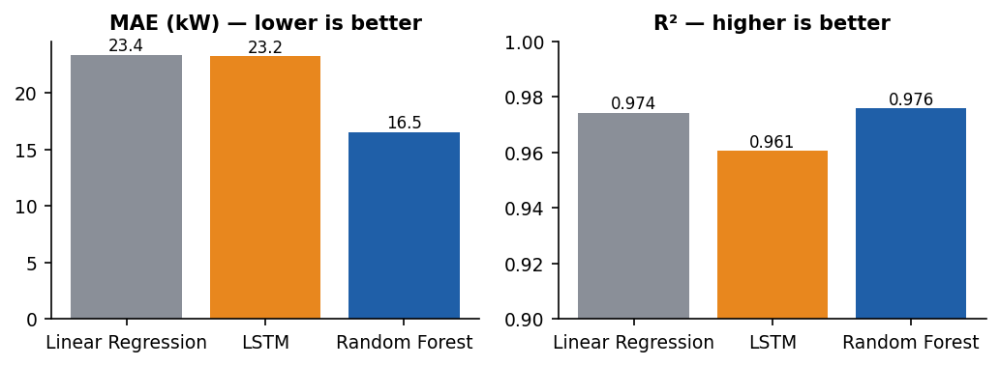 MAE (kW) — lower is better
23.4
23.2
16.5
20
15
10
5
0
Linear Regression
LSTM
Random Forest
R² — higher is better
1.00
0.98
0.96
0.94
0.92
0.90
0.974
0.961
0.976
Linear Regression
LSTM
Random Forest